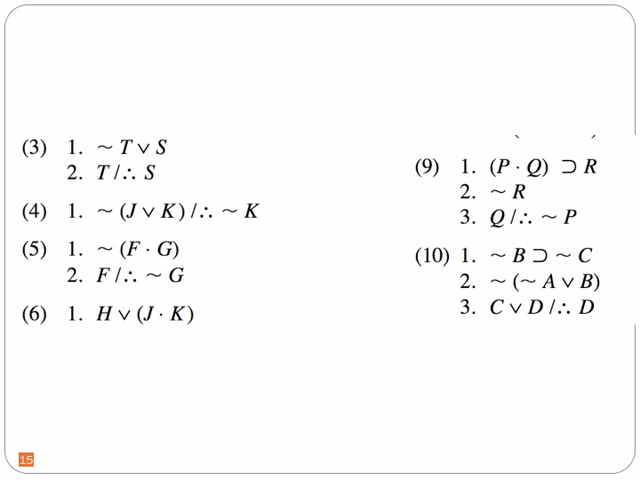 (3) 1. ~ T ∨ S
2. T /∴ S
(4) 1. ~ (J ∨ K) /∴ ~ K
(5) 1. ~ (F · G)
2. F /∴ ~ G
(6) 1. H ∨ (J · K)
(9) 1. (P · Q) ⊃ R
2. ~ R
3. Q /∴ ~ P
(10) 1. ~ B ⊃ ~ C
2. ~ (~ A ∨ B)
3. C ∨ D /∴ D
15